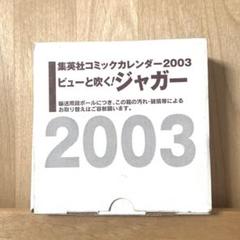 集英社コミックカレンダー2003
ピューと吹く!ジャガー
輸送用段ボールにつき、この箱の汚れ・破損等による
お取り替えはご容赦願います。
2003